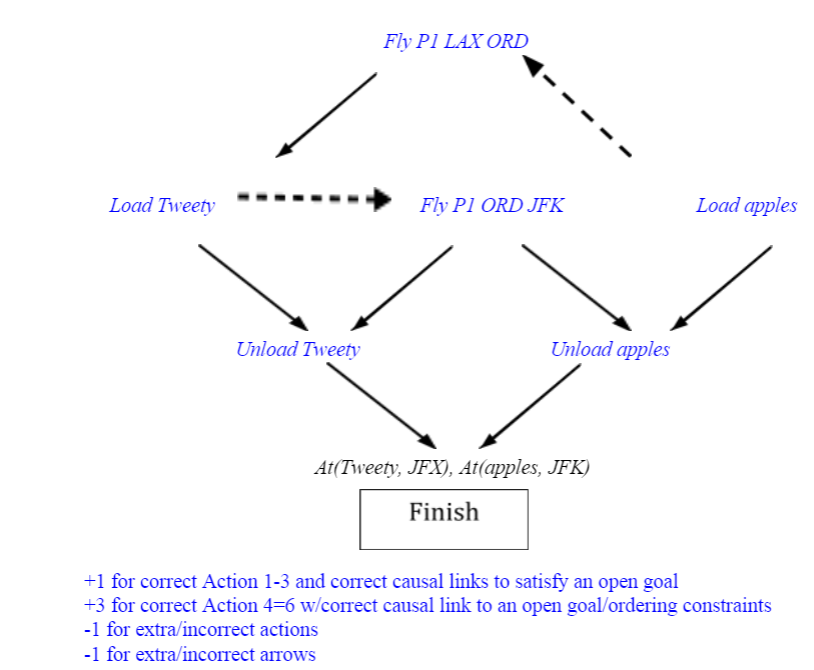 Fly P1 LAX ORD
Load Tweety Fly P1 ORD JFK Load apples
Unload Tweety Unload apples
At(Tweety, JFX), At(apples, JFK)
Finish
+1 for correct Action 1-3 and correct causal links to satisfy an open goal
+3 for correct Action 4=6 w/correct causal link to an open goal/ordering constraints
-1 for extra/incorrect actions
-1 for extra/incorrect arrows